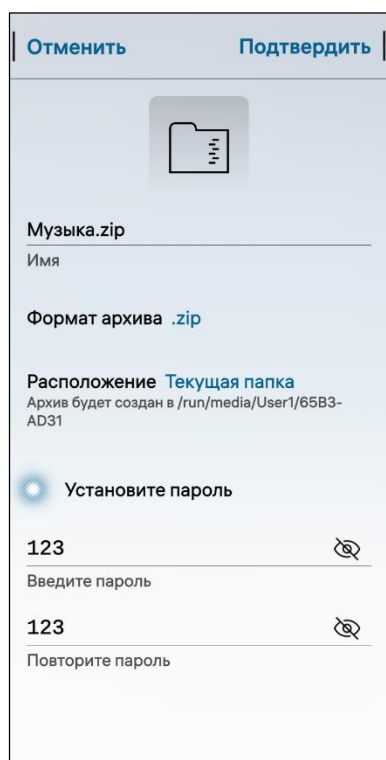 Отменить Подтвердить
Музыка.zip
Имя
Формат архива .zip
Расположение Текущая папка
Архив будет создан в /run/media/User1/65B3-
AD31
Установите пароль
123
Введите пароль
123
Повторите пароль